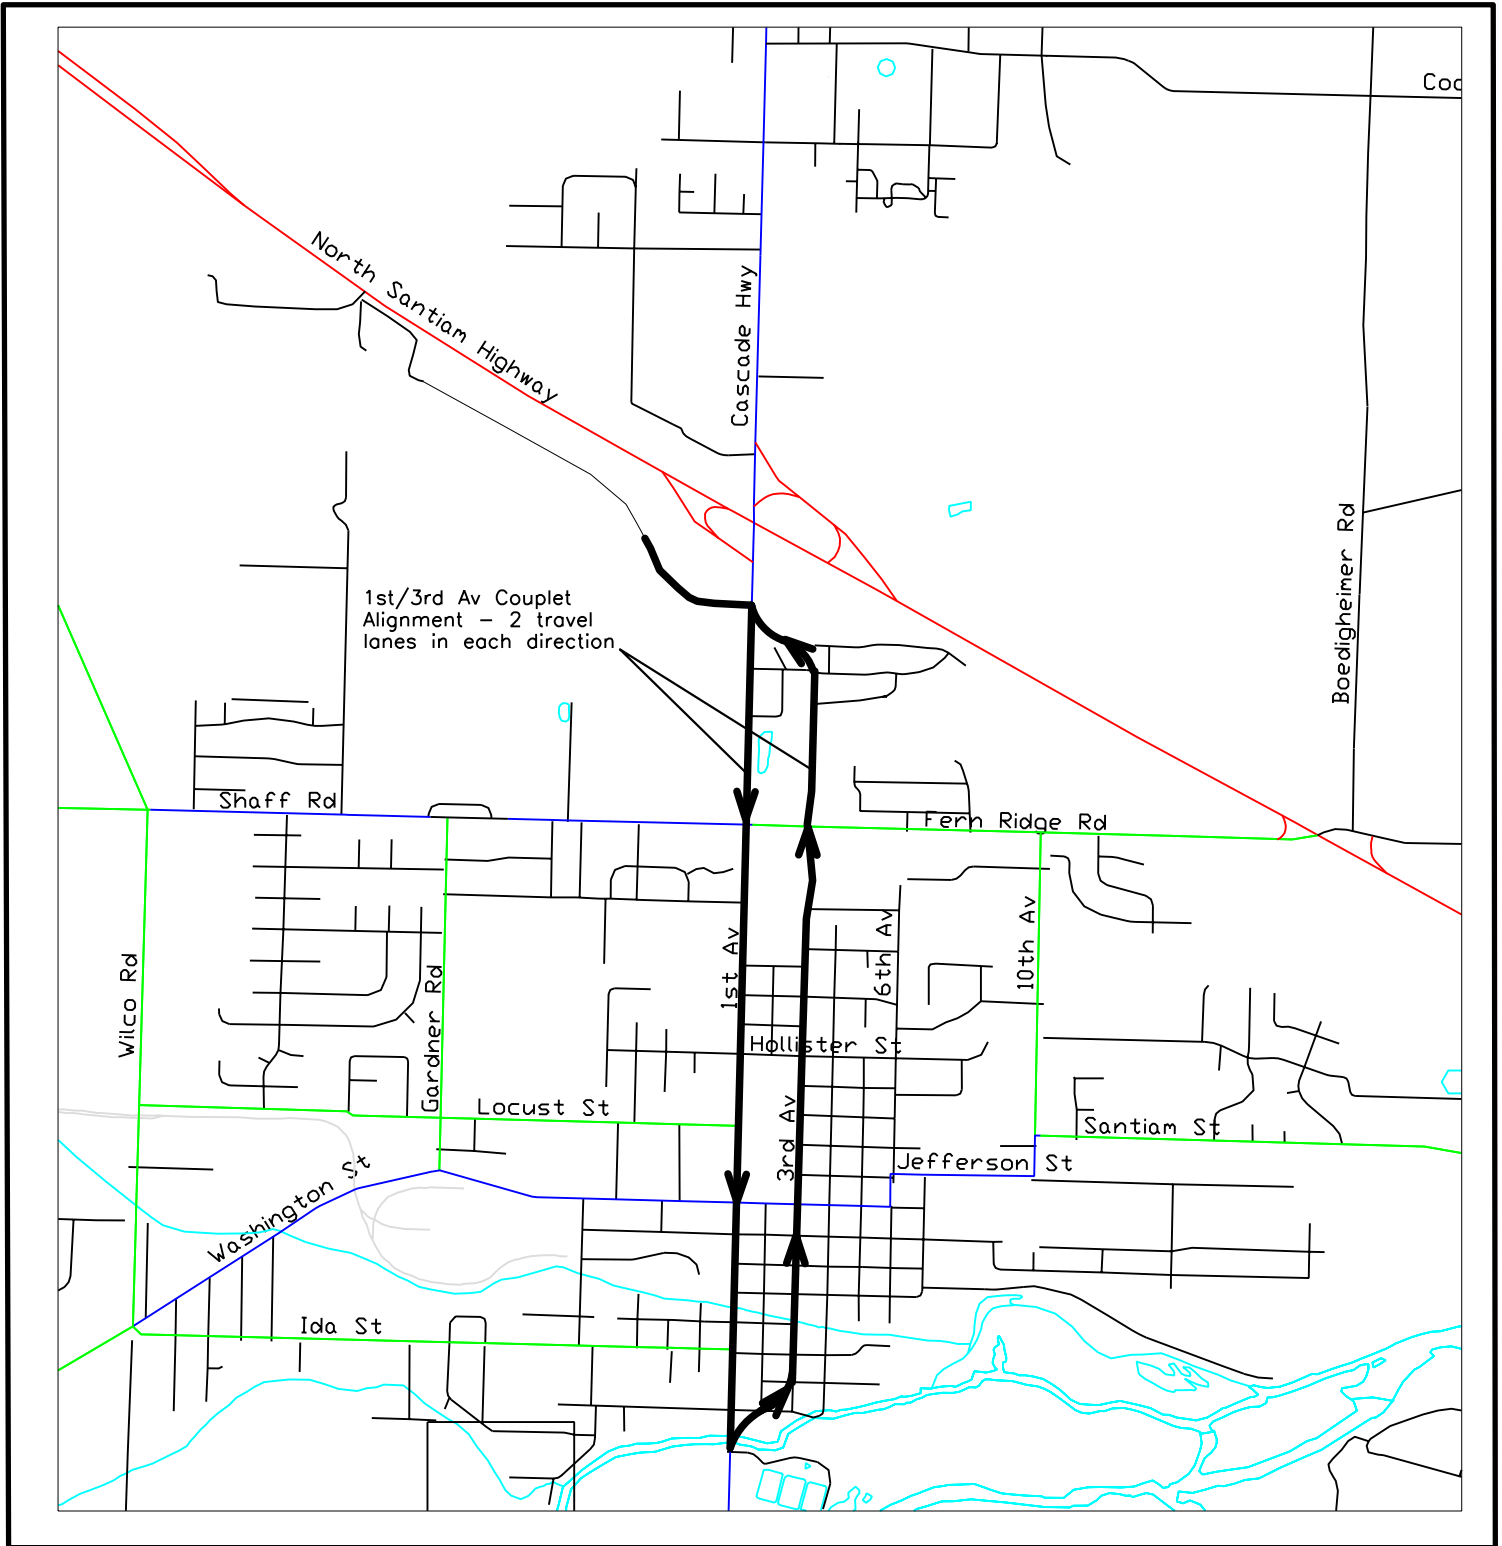 Coo
North Santiam Highway
Cascade Hwy
Boedigheimer Rd
1st/3rd Av Couplet
Alignment - 2 travel
lanes in each direction
Shaff Rd
Fern Ridge Rd
Wilco Rd
Gardner Rd
1st Av
6th Av
10th Av
Hollister St
Locust St
3rd Av
Santiam St
Jefferson St
Washington St
Ida St